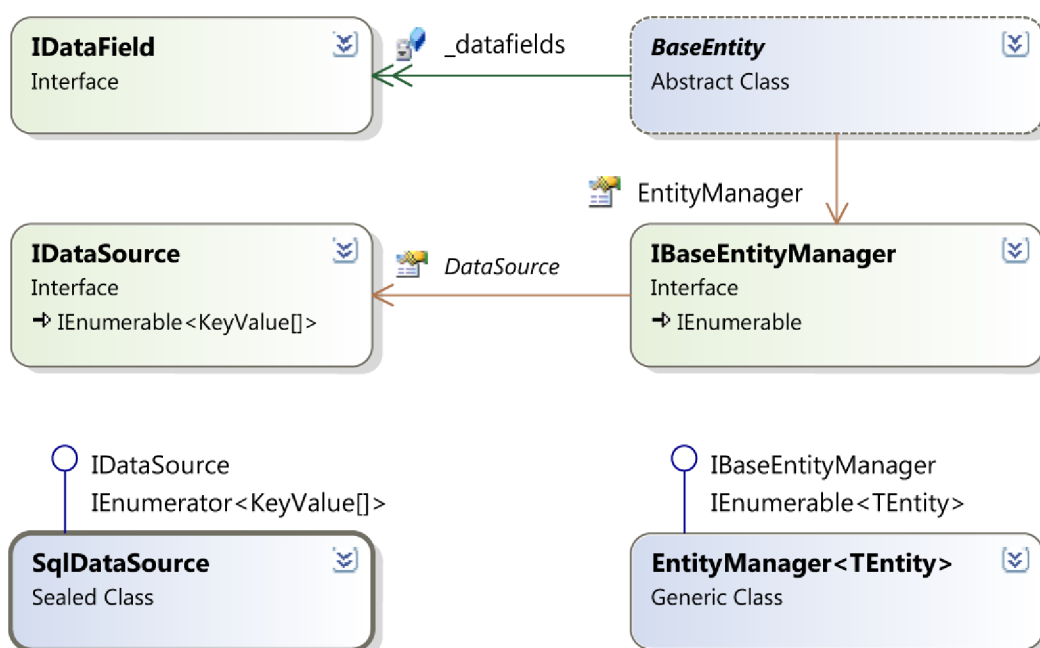 IDataField
Interface
_datafields
BaseEntity
Abstract Class
EntityManager
IDataSource
Interface
IEnumerable<KeyValue[]>
DataSource
IBaseEntityManager
Interface
IEnumerable
IDataSource
IEnumerator<KeyValue[]>
SqlDataSource
Sealed Class
IBaseEntityManager
IEnumerable<TEntity>
EntityManager<TEntity>
Generic Class